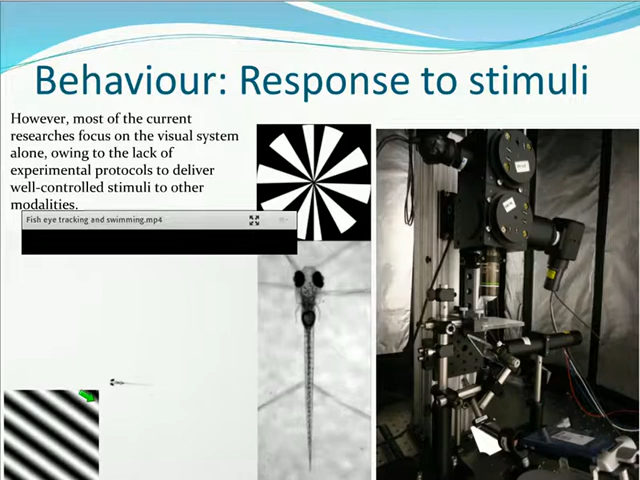 Behaviour: Response to stimuli
However, most of the current
researches focus on the visual system
alone, owing to the lack of
experimental protocols to deliver
well-controlled stimuli to other
modalities.
Fish eye tracking and swimming.mp4